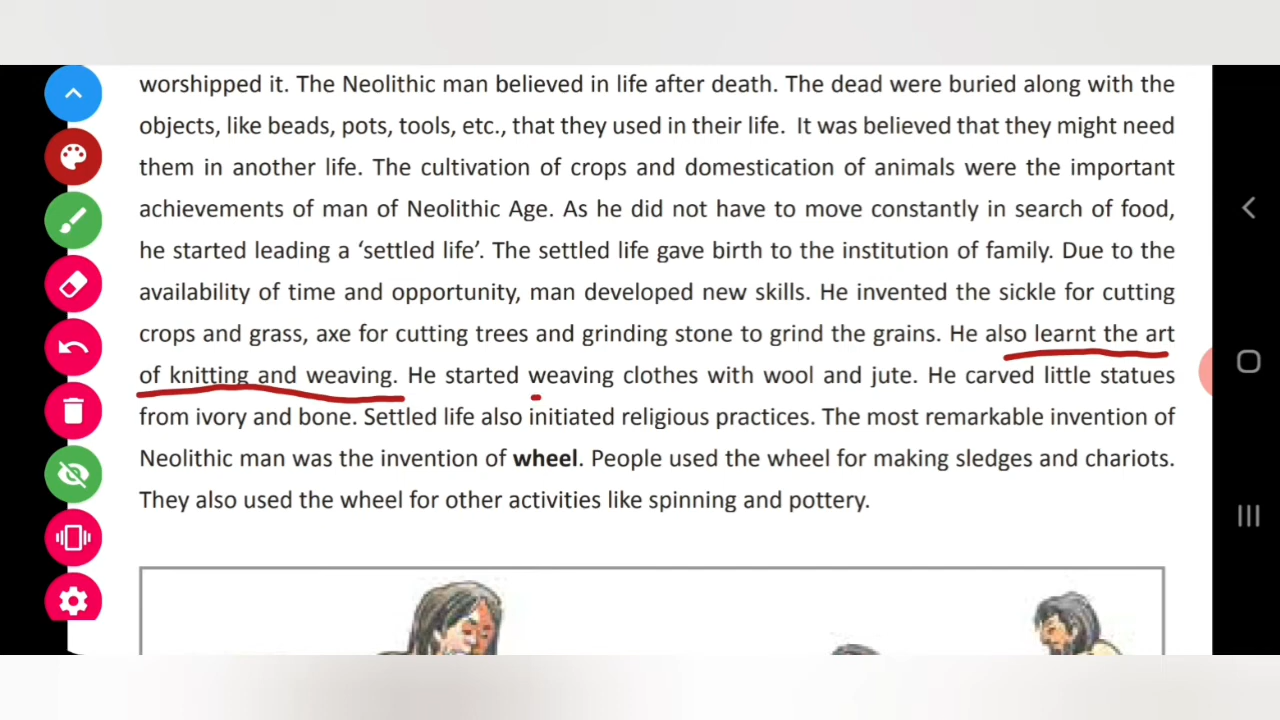 worshipped it. The Neolithic man believed in life after death. The dead were buried along with the
objects, like beads, pots, tools, etc., that they used in their life. It was believed that they might need
them in another life. The cultivation of crops and domestication of animals were the important
achievements of man of Neolithic Age. As he did not have to move constantly in search of food,
he started leading a ‘settled life’. The settled life gave birth to the institution of family. Due to the
availability of time and opportunity, man developed new skills. He invented the sickle for cutting
crops and grass, axe for cutting trees and grinding stone to grind the grains. He also learnt the art
of knitting and weaving. He started weaving clothes with wool and jute. He carved little statues
from ivory and bone. Settled life also initiated religious practices. The most remarkable invention of
Neolithic man was the invention of wheel. People used the wheel for making sledges and chariots.
They also used the wheel for other activities like spinning and pottery.